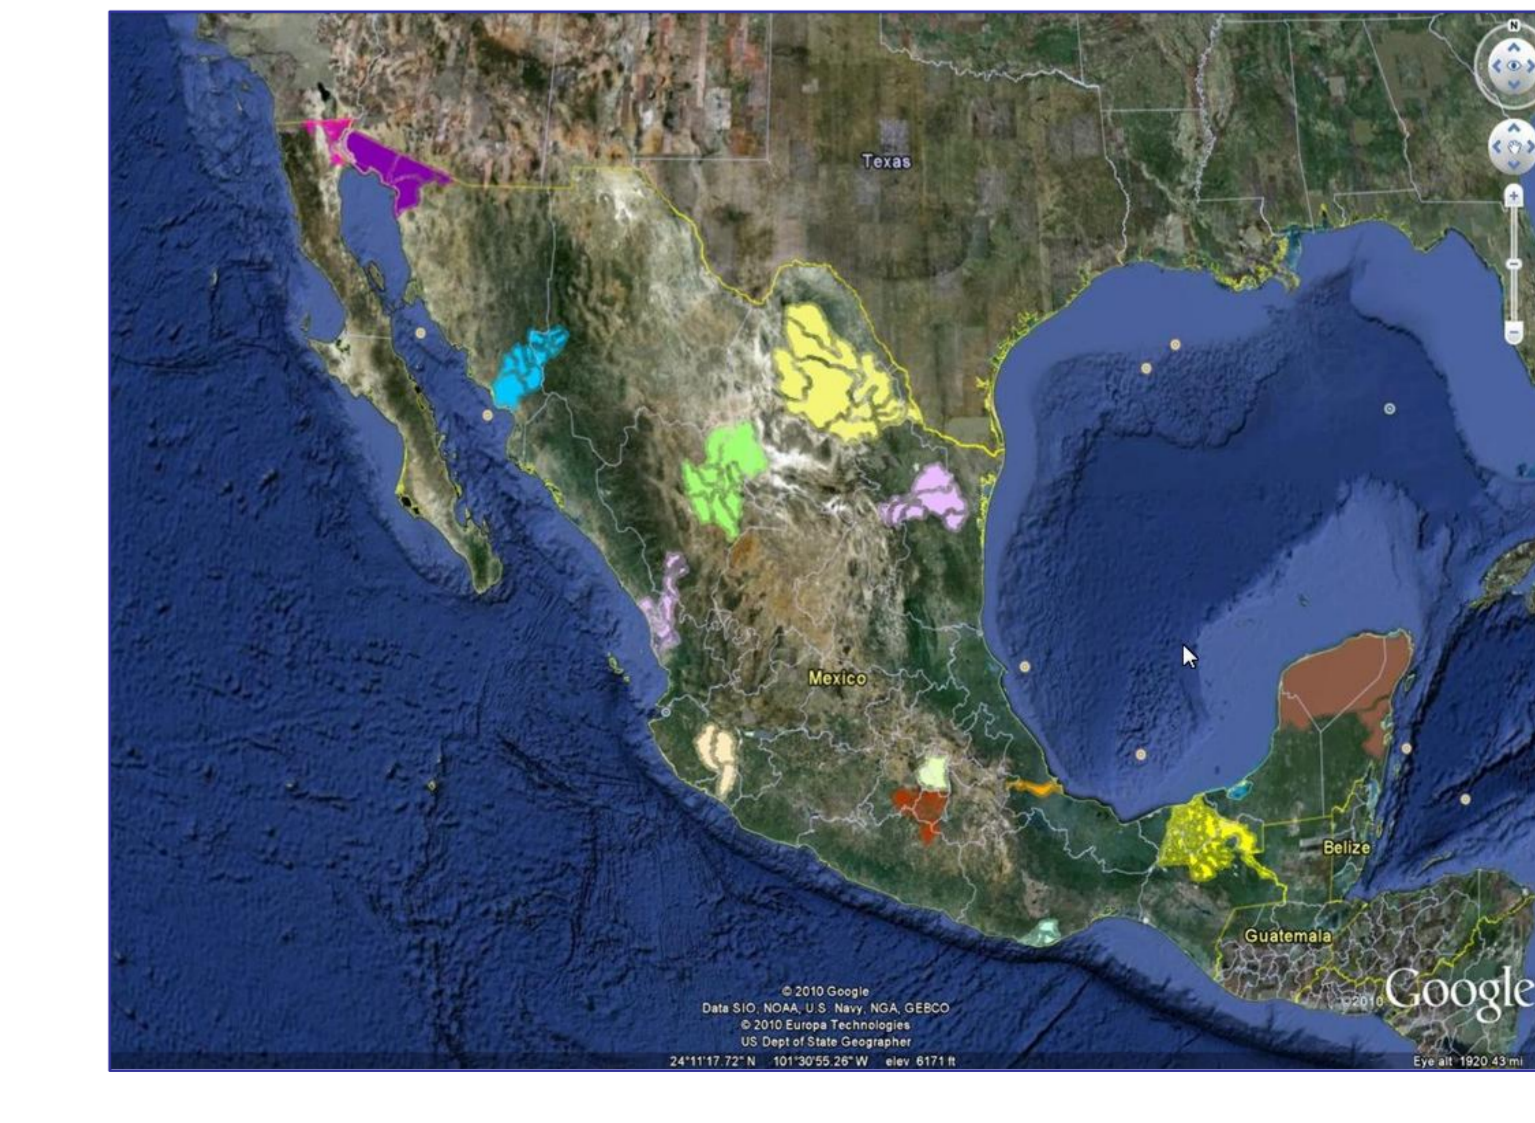 N
Texas
Mexico
Belize
Guatemala
© 2010 Google
Data SIO, NOAA, U.S. Navy, NGA, GEBCO
© 2010 Europa Technologies
US Dept of State Geographer
©2010 Google
24°11'17.72" N 101°30'55.26" W elev 6171 ft
Eye alt 1920.43 mi